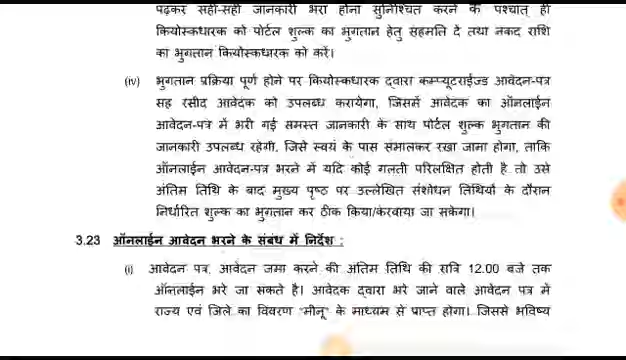 पढ़कर सही-सही जानकारी भरा होना सुनिश्चित करने के पश्चात् ही
कियोस्कधारक को पोर्टल शुल्क का भुगतान हेतु सहमति दें तथा नकद राशि
का भुगतान कियोस्कधारक को करें।
(iv) भुगतान प्रक्रिया पूर्ण होने पर कियोस्कधारक द्वारा कम्प्यूटराईज्ड आवेदन-पत्र
सह रसीद आवेदक को उपलब्ध करायेगा, जिसमें आवेदक का ऑनलाईन
आवेदन-पत्र में भरी गई समस्त जानकारी के साथ पोर्टल शुल्क भुगतान की
जानकारी उपलब्ध रहेगी, जिसे स्वयं के पास संभालकर रखा जाना होगा, ताकि
ऑनलाईन आवेदन-पत्र भरने में यदि कोई गलती परिलक्षित होती है तो उसे
अंतिम तिथि के बाद मुख्य पृष्ठ पर उल्लेखित संशोधन तिथियों के दौरान
निर्धारित शुल्क का भुगतान कर ठीक किया/करवाया जा सकेगा।
3.23 ऑनलाईन आवेदन भरने के संबंध में निर्देश :
(i) आवेदन पत्र, आवेदन जमा करने की अंतिम तिथि की रात्रि 12.00 बजे तक
ऑनलाईन भरे जा सकते है। आवेदक द्वारा भरे जाने वाले आवेदन पत्र में
राज्य एवं जिले का विवरण "मीनू" के माध्यम से प्राप्त होगा। जिससे भविष्य